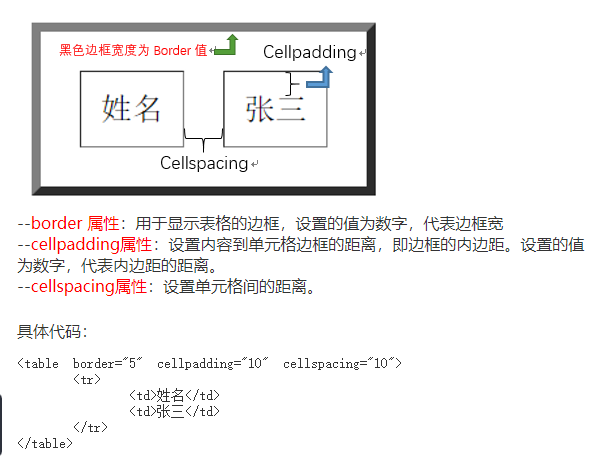 黑色边框宽度为 Border 值↵
Cellpadding↵
姓名 张三
Cellspacing↵
--border 属性：用于显示表格的边框，设置的值为数字，代表边框宽
--cellpadding属性：设置内容到单元格边框的距离，即边框的内边距。设置的值
为数字，代表内边距的距离。
--cellspacing属性：设置单元格间的距离。
具体代码：
<table border="5" cellpadding="10" cellspacing="10">
<tr>
<td>姓名</td>
<td>张三</td>
</tr>
</table>